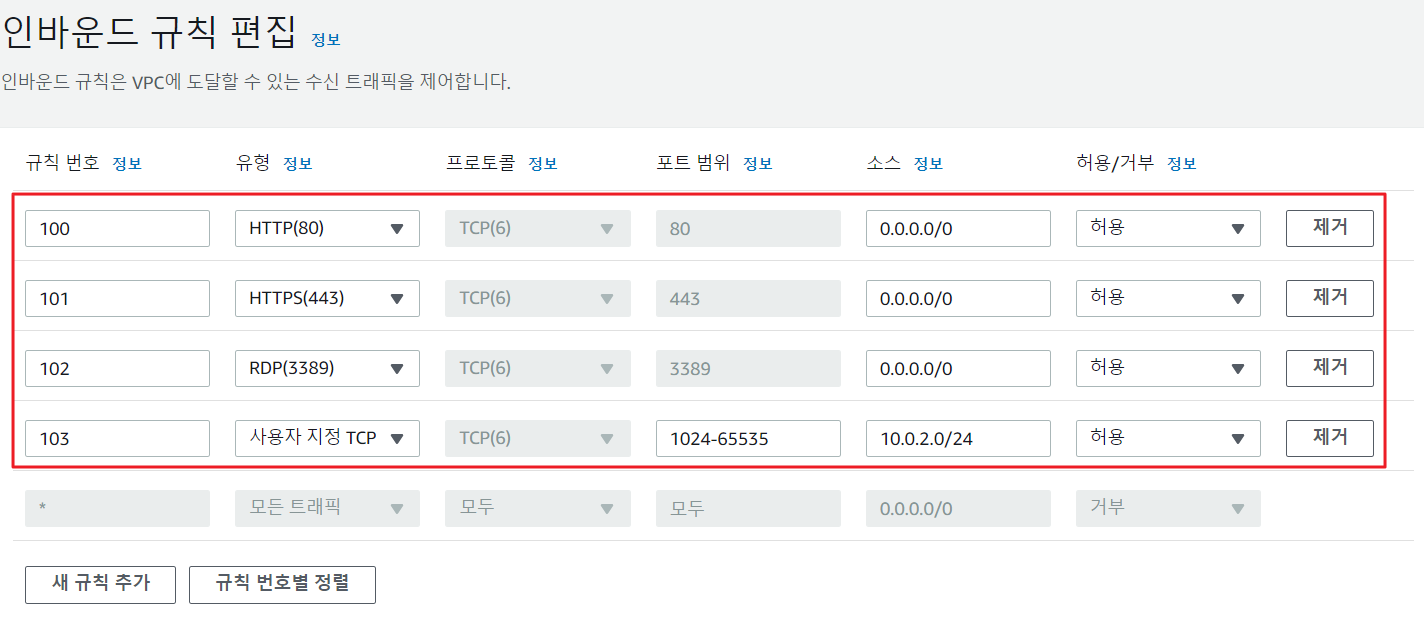 인바운드 규칙 편집 정보
인바운드 규칙은 VPC에 도달할 수 있는 수신 트래픽을 제어합니다.
규칙 번호 정보 유형 정보 프로토콜 정보 포트 범위 정보 소스 정보 허용/거부 정보
100 HTTP(80) TCP(6) 80 0.0.0.0/0 허용 제거
101 HTTPS(443) TCP(6) 443 0.0.0.0/0 허용 제거
102 RDP(3389) TCP(6) 3389 0.0.0.0/0 허용 제거
103 사용자 지정 TCP TCP(6) 1024-65535 10.0.2.0/24 허용 제거
* 모든 트래픽 모두 모두 0.0.0.0/0 거부
새 규칙 추가 규칙 번호별 정렬